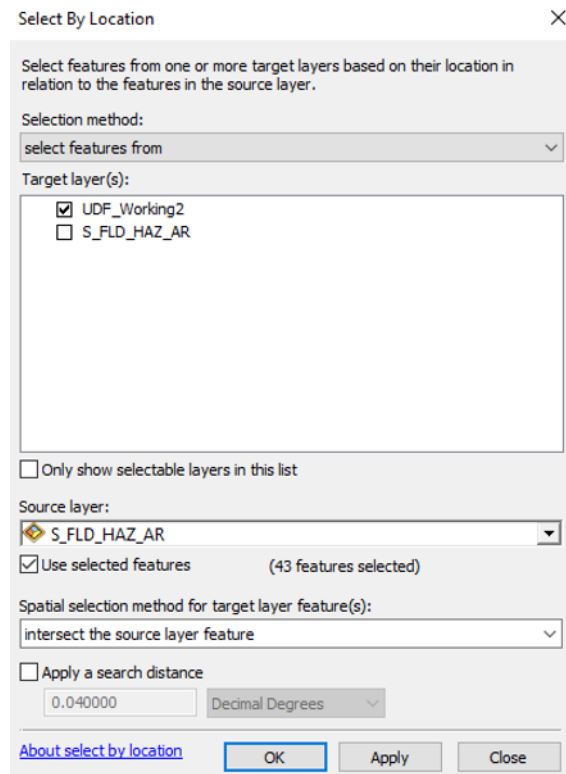 Select By Location
Select features from one or more target layers based on their location in
relation to the features in the source layer.
Selection method:
select features from
Target layer(s):
UDF_Working2
S_FLD_HAZ_AR
Only show selectable layers in this list
Source layer:
S_FLD_HAZ_AR
Use selected features (43 features selected)
Spatial selection method for target layer feature(s):
intersect the source layer feature
Apply a search distance
0.040000 Decimal Degrees
About select by location OK Apply Close